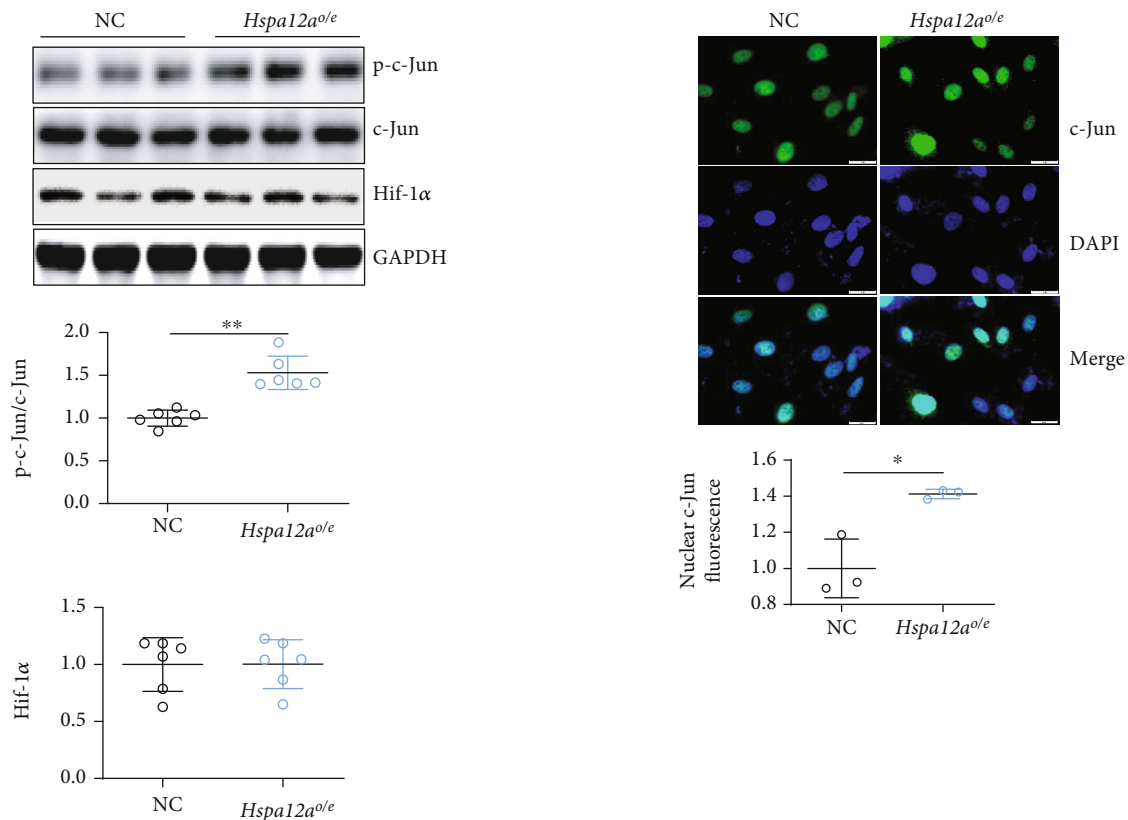 NC Hspa12a^o/e
p-c-Jun
c-Jun
Hif-1α
GAPDH
**
2.0
1.5
1.0
0.5
0.0
p-c-Jun/c-Jun
NC Hspa12a^o/e
1.5
1.0
0.5
0.0
Hif-1α
NC Hspa12a^o/e
NC Hspa12a^o/e
c-Jun
DAPI
Merge
*
1.6
1.4
1.2
1.0
0.8
Nuclear c-Jun
fluorescence
NC Hspa12a^o/e